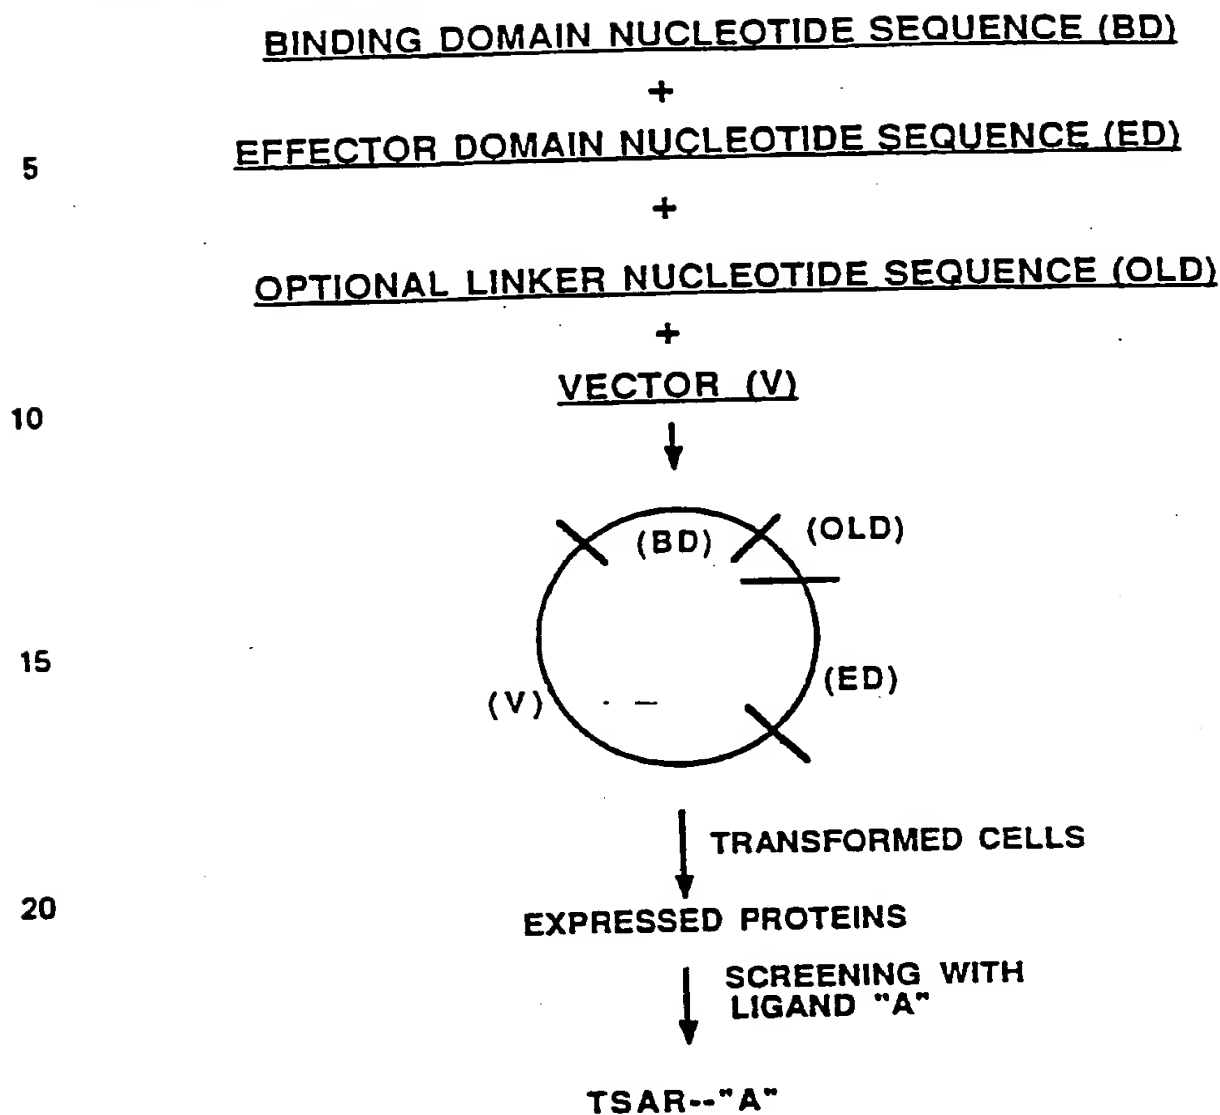 BINDING DOMAIN NUCLEOTIDE SEQUENCE (BD)
+
5 EFFECTOR DOMAIN NUCLEOTIDE SEQUENCE (ED)
+
OPTIONAL LINKER NUCLEOTIDE SEQUENCE (OLD)
+
VECTOR (V)
10
(BD) (OLD)
15
(ED)
(V)
TRANSFORMED CELLS
20
EXPRESSED PROTEINS
SCREENING WITH
LIGAND "A"
TSAR--"A"